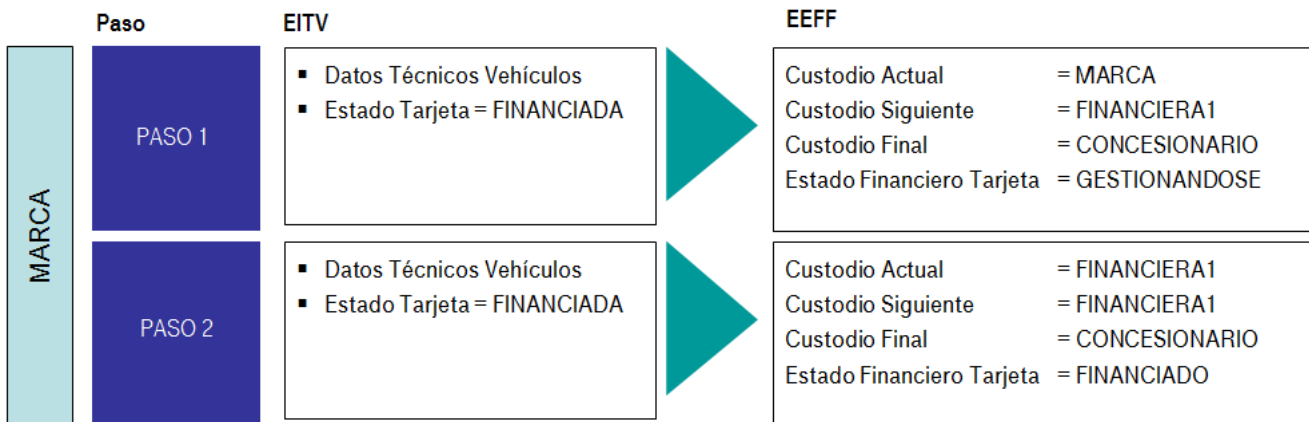 Paso EITV EEFF
MARCA
PASO 1
▪ Datos Técnicos Vehículos
▪ Estado Tarjeta = FINANCIADA
Custodio Actual = MARCA
Custodio Siguiente = FINANCIERA1
Custodio Final = CONCESIONARIO
Estado Financiero Tarjeta = GESTIONANDOSE
PASO 2
▪ Datos Técnicos Vehículos
▪ Estado Tarjeta = FINANCIADA
Custodio Actual = FINANCIERA1
Custodio Siguiente = FINANCIERA1
Custodio Final = CONCESIONARIO
Estado Financiero Tarjeta = FINANCIADO